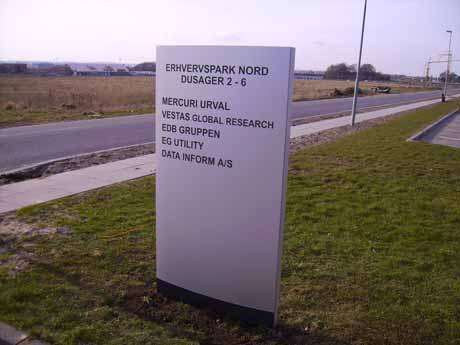 ERHVERVSPARK NORD
DUSAGER 2 - 6
MERCURI URVAL
VESTAS GLOBAL RESEARCH
EDB GRUPPEN
EG UTILITY
DATA INFORM A/S